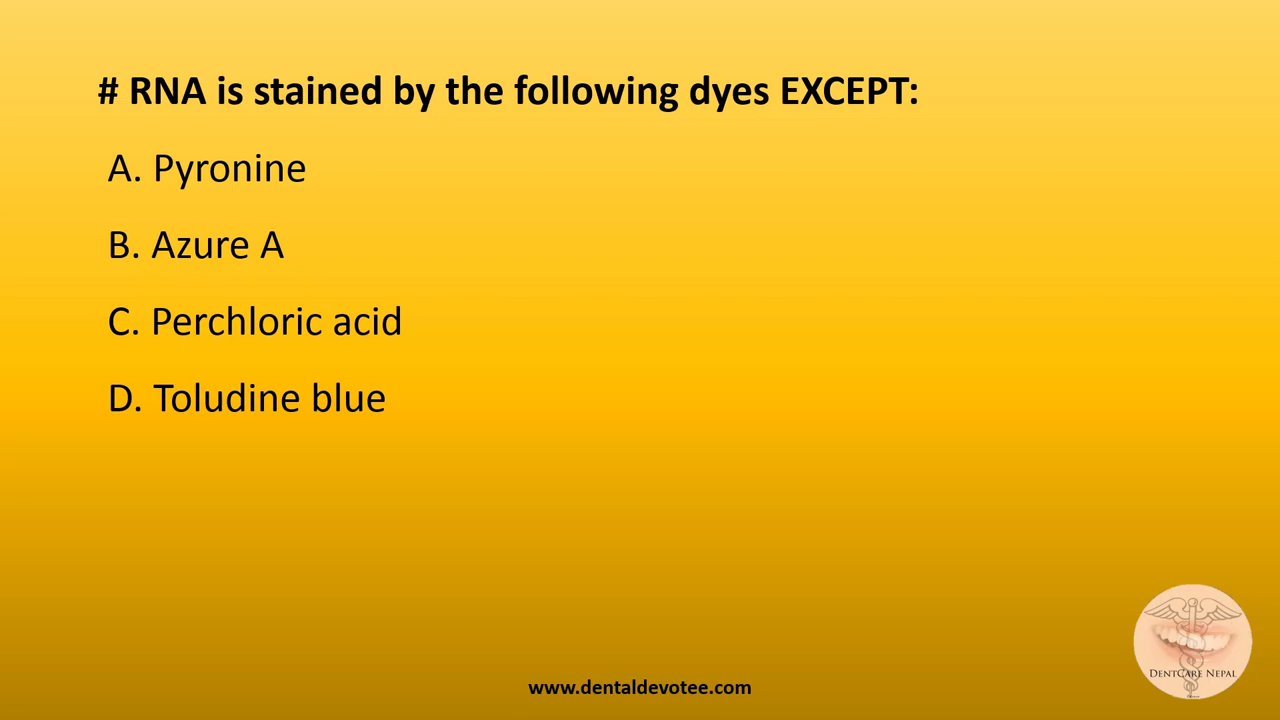 # RNA is stained by the following dyes EXCEPT:
A. Pyronine
B. Azure A
C. Perchloric acid
D. Toludine blue
DENTCARE NEPAL
www.dentaldevotee.com